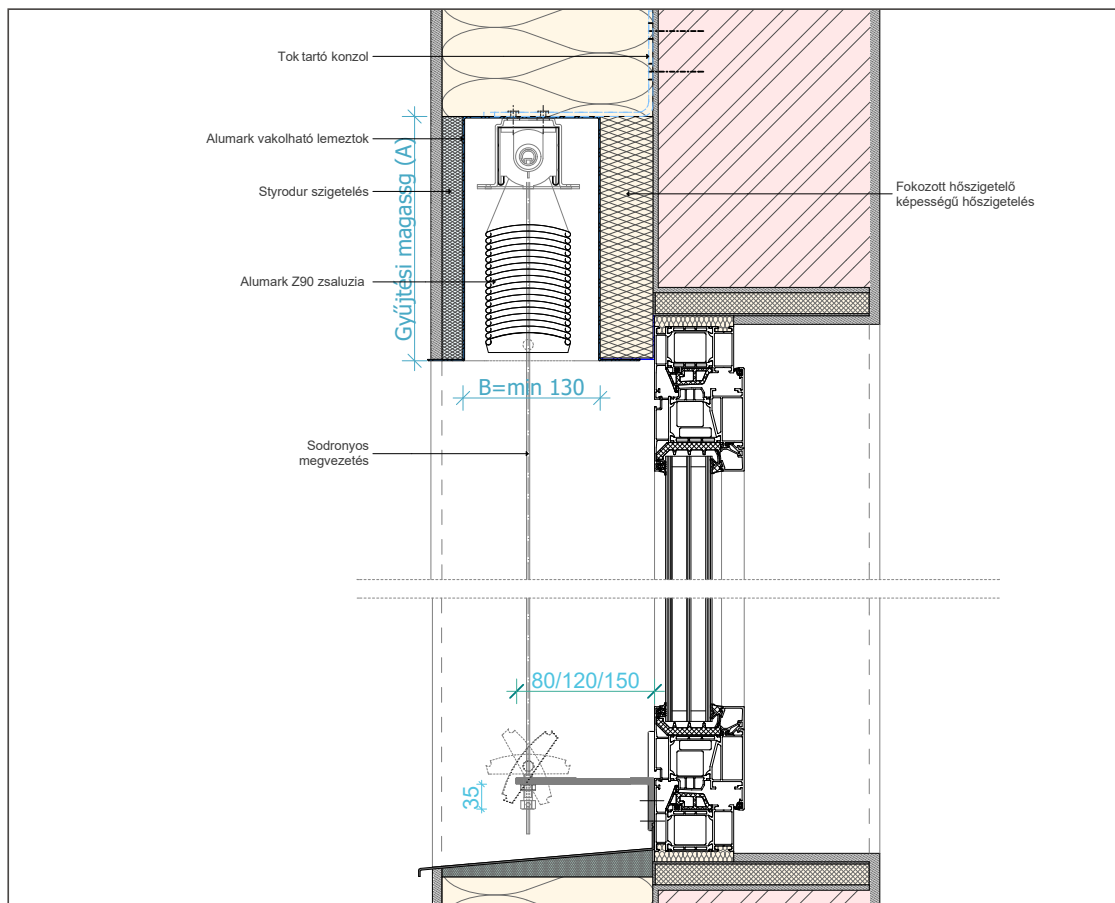 Tok tartó konzol
Alumark vakolható lemeztok
Styrodur szigetelés
Alumark Z90 zsaluzia
Gyűjtési magassg (A)
Fokozott hőszigetelő
képességű hőszigetelés
B=min 130
Sodronyos
megvezetés
80/120/150
35